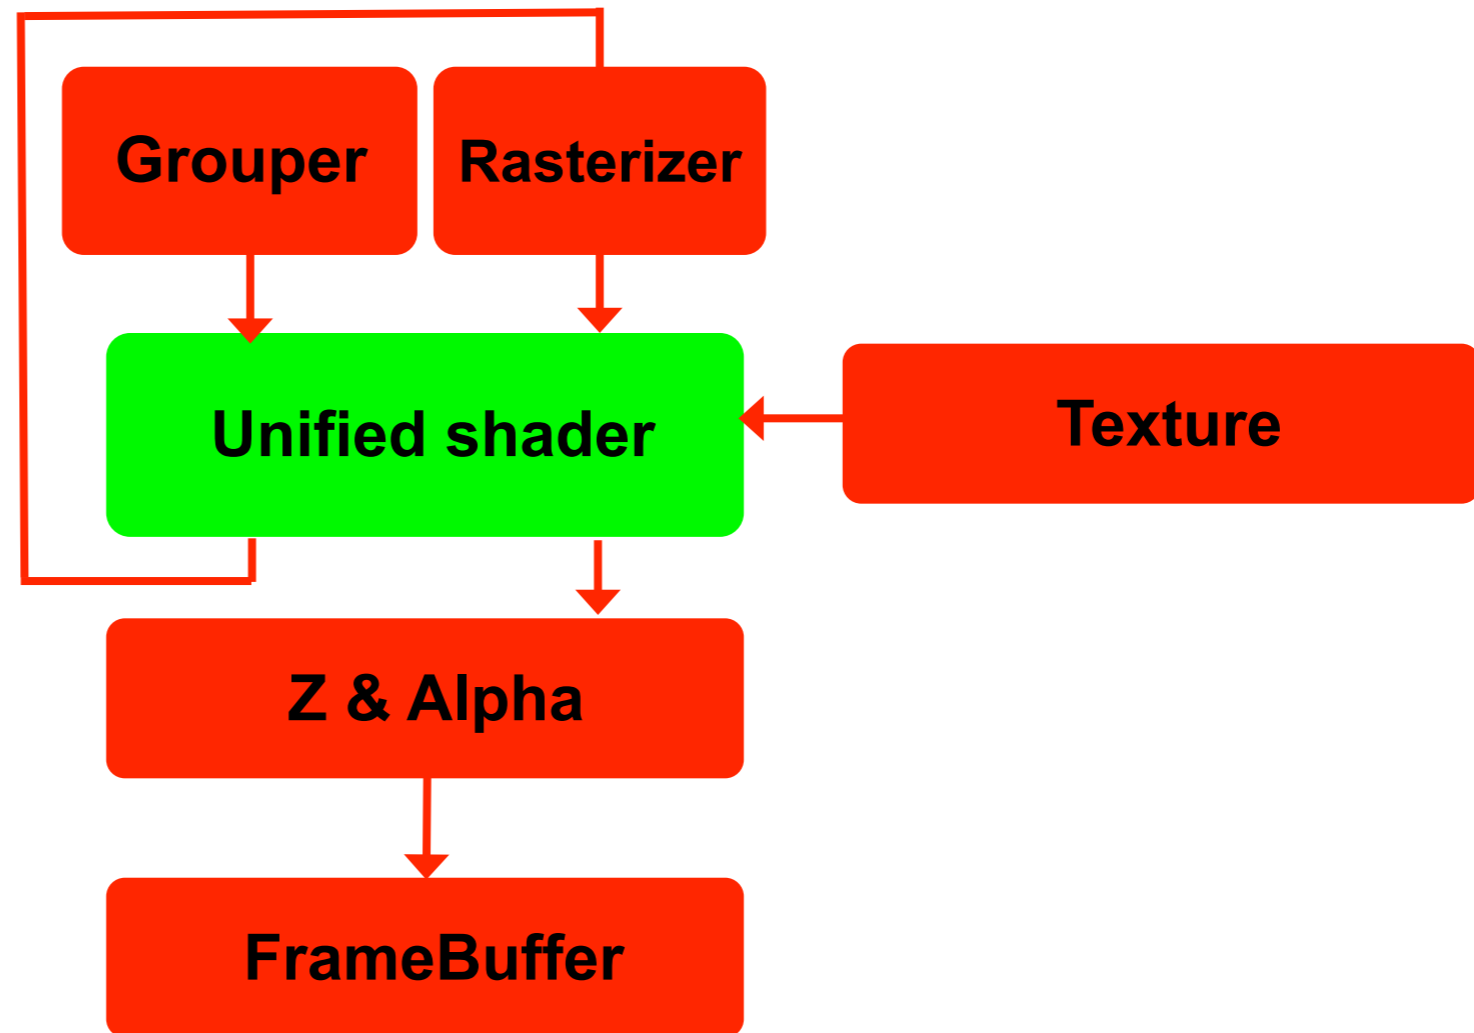 Grouper
Rasterizer
Unified shader
Texture
Z & Alpha
FrameBuffer